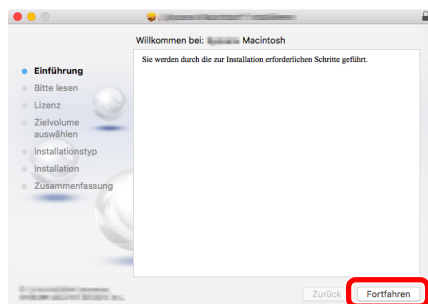 Willkommen bei: Macintosh
Sie werden durch die zur Installation erforderlichen Schritte geführt.
Einführung
Bitte lesen
Lizenz
Zielvolume
auswählen
Installationstyp
Installation
Zusammenfassung
Zurück
Fortfahren